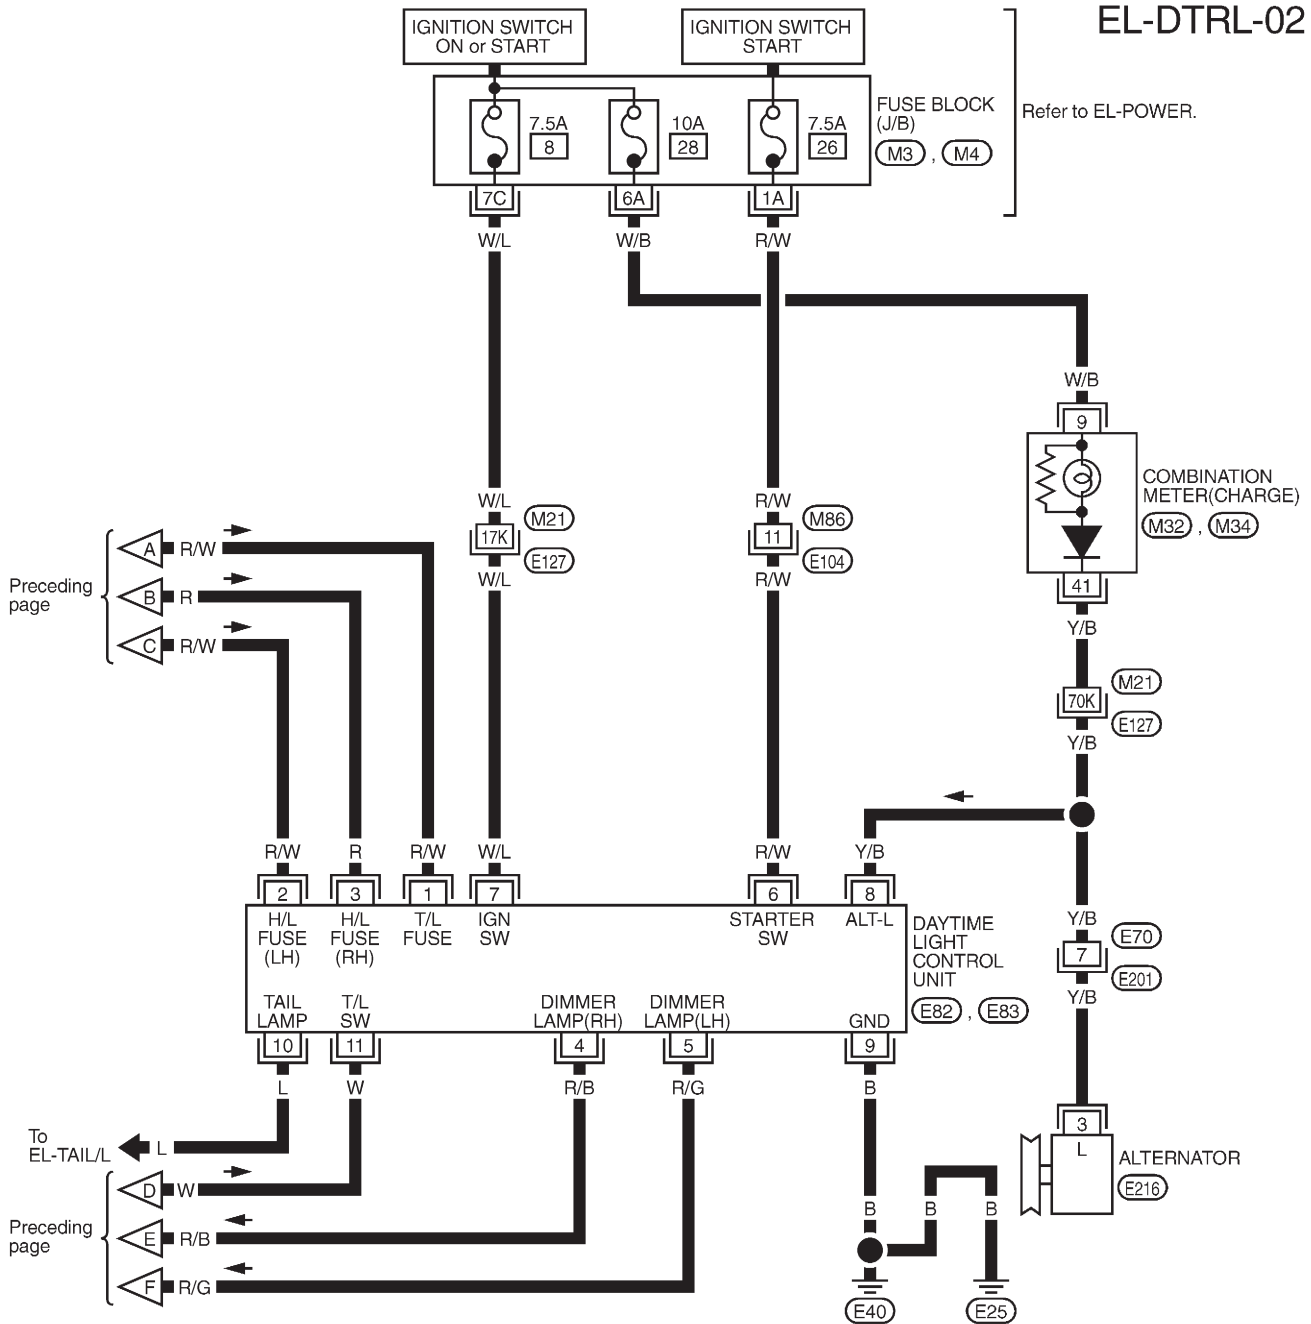 EL-DTRL-02
IGNITION SWITCH
ON or START
IGNITION SWITCH
START
7.5A
8
10A
28
7.5A
26
FUSE BLOCK
(J/B)
M3 , M4
Refer to EL-POWER.
7C
6A
1A
W/L
W/B
R/W
W/B
9
COMBINATION
METER(CHARGE)
M32 , M34
41
Y/B
W/L
17K
M21
E127
W/L
R/W
11
M86
E104
R/W
Preceding
page
A
R/W
B
R
C
R/W
70K
M21
E127
Y/B
R/W
R
R/W
W/L
R/W
Y/B
2
3
1
7
6
8
H/L
FUSE
(LH)
H/L
FUSE
(RH)
T/L
FUSE
IGN
SW
STARTER
SW
ALT-L
DAYTIME
LIGHT
CONTROL
UNIT
E82 , E83
Y/B
7
E70
E201
Y/B
TAIL
LAMP
T/L
SW
DIMMER
LAMP(RH)
DIMMER
LAMP(LH)
GND
10
11
4
5
9
L
W
R/B
R/G
B
3
L
ALTERNATOR
E216
To
EL-TAIL/L
L
Preceding
page
D
W
E
R/B
F
R/G
B
B
B
E40
E25